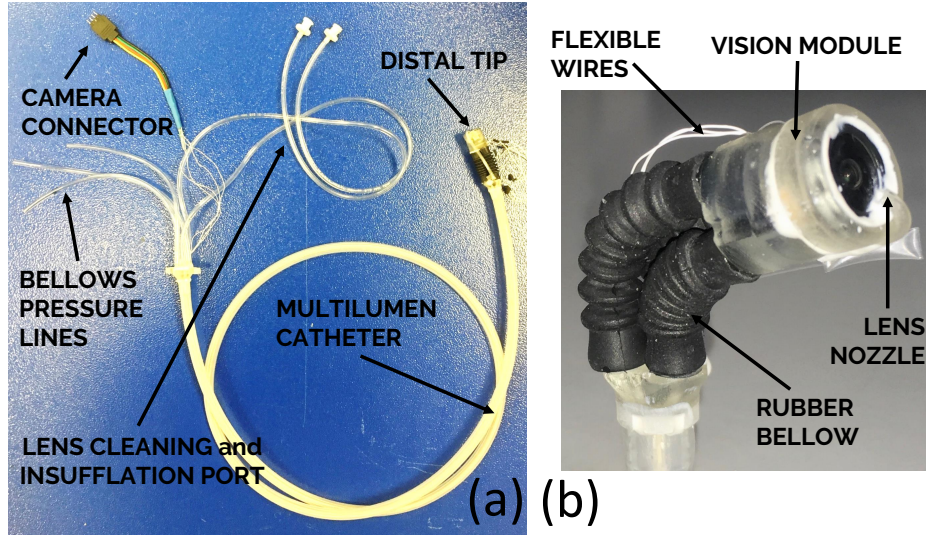 CAMERA
CONNECTOR
DISTAL TIP
BELLOWS
PRESSURE
LINES
MULTILUMEN
CATHETER
LENS CLEANING and
INSUFFLATION PORT
(a)
FLEXIBLE
WIRES
VISION MODULE
LENS
NOZZLE
RUBBER
BELLOW
(b)